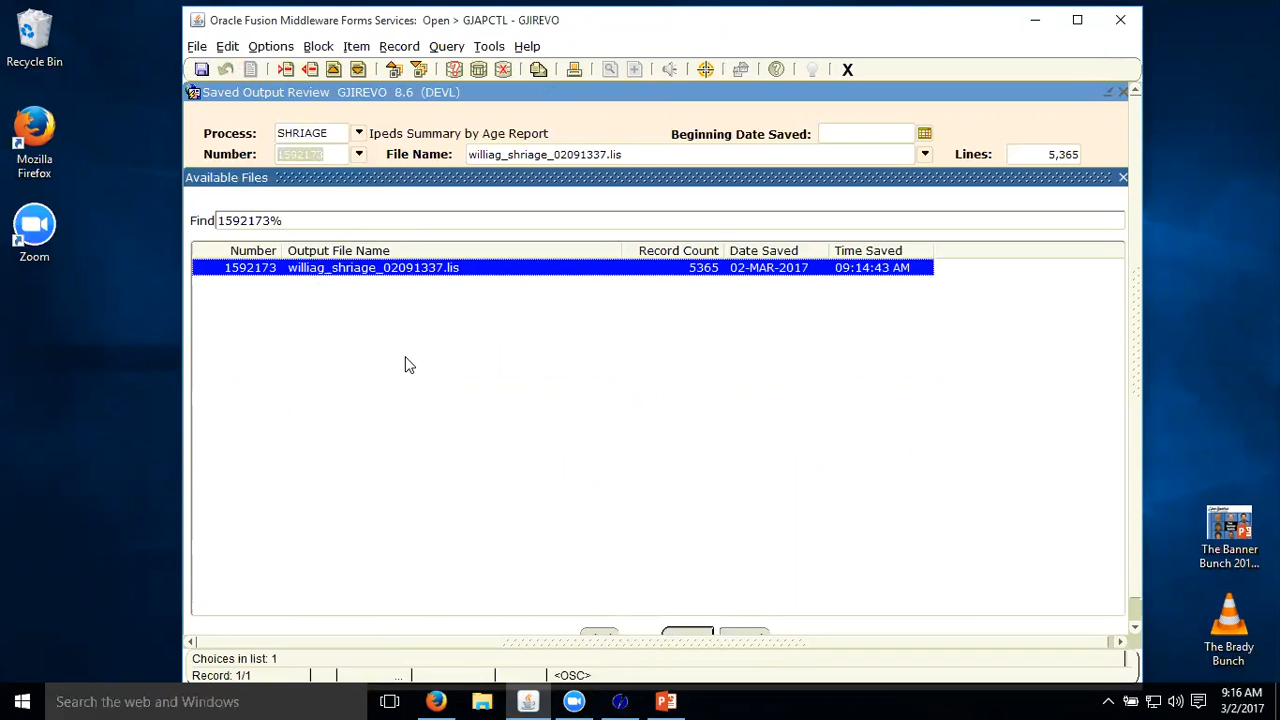 Recycle Bin
Mozilla
Firefox
Zoom
Oracle Fusion Middleware Forms Services: Open > GJAPCTL - GJIREVO
File Edit Options Block Item Record Query Tools Help
X
Saved Output Review GJIREVO 8.6 (DEVL)
Process: SHRIAGE Ipeds Summary by Age Report Beginning Date Saved:
Number: 1592173 File Name: williag_shriage_02091337.lis Lines: 5,365
Available Files
Find 1592173%
Number Output File Name Record Count Date Saved Time Saved
1592173 williag_shriage_02091337.lis 5365 02-MAR-2017 09:14:43 AM
Choices in list: 1
Record: 1/1 ... <OSC>
The Banner
Bunch 201...
The Brady
Bunch
Search the web and Windows
9:16 AM
3/2/2017